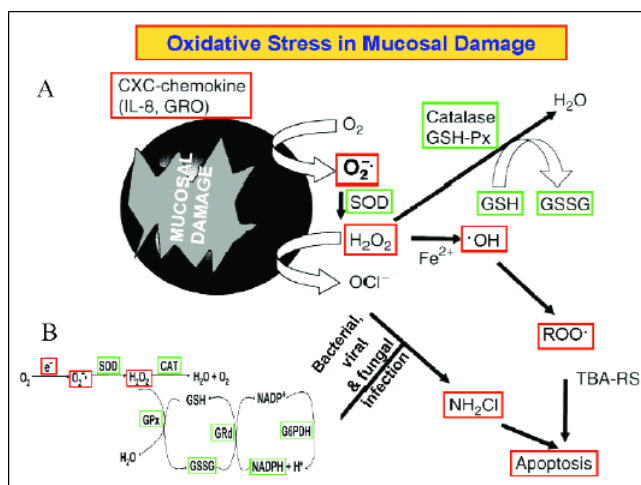 Oxidative Stress in Mucosal Damage
A
CXC-chemokine
(IL-8, GRO)
O₂
O₂⁻·
SOD
H₂O₂
OCl⁻
MUCOSAL
DAMAGE
Catalase
GSH-Px
H₂O
GSH
GSSG
Fe²⁺
·OH
ROO·
TBA-RS
Bacterial,
viral
& fungal
infection
NH₂Cl
Apoptosis
B
O₂
e⁻
O₂⁻·
SOD
H₂O₂
CAT
H₂O + O₂
GSH
NADP⁺
GPx
GRd
G6PDH
H₂O
GSSG
NADPH + H⁺